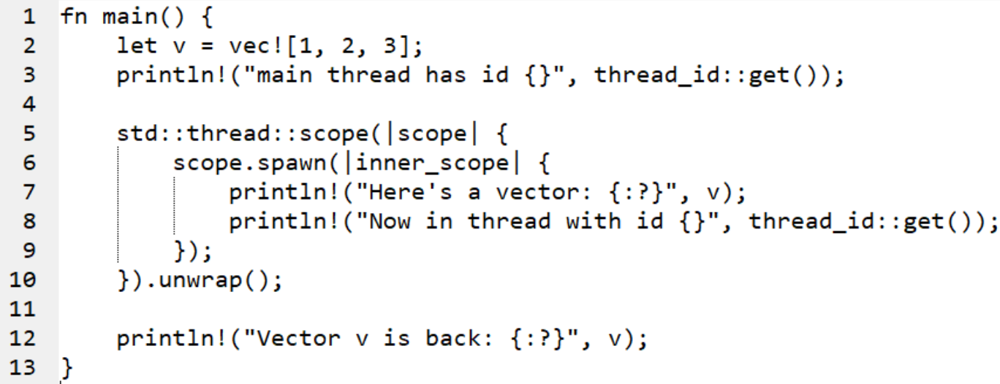 1 fn main() {
2     let v = vec![1, 2, 3];
3     println!("main thread has id {}", thread_id::get());
4
5     std::thread::scope(|scope| {
6         scope.spawn(|inner_scope| {
7             println!("Here's a vector: {:?}", v);
8             println!("Now in thread with id {}", thread_id::get());
9         });
10     }).unwrap();
11
12     println!("Vector v is back: {:?}", v);
13 }